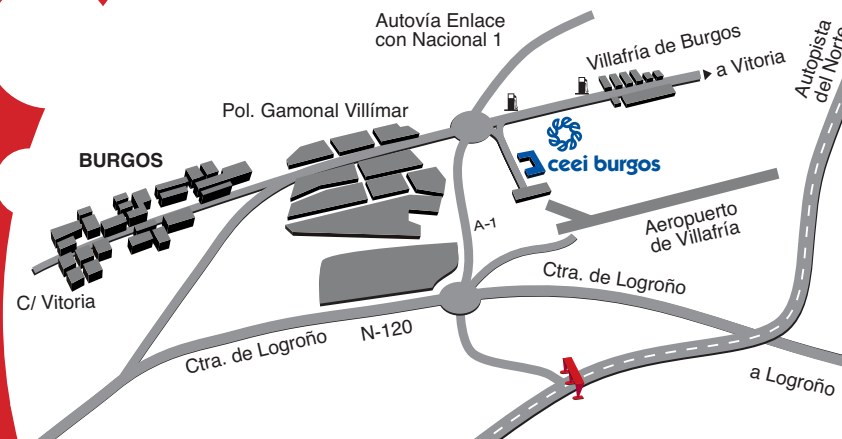 Autovía Enlace
con Nacional 1
Villafría de Burgos
a Vitoria
Autopista
del Norte
Pol. Gamonal Villímar
BURGOS
ceei burgos
A-1
Aeropuerto
de Villafría
C/ Vitoria
Ctra. de Logroño
Ctra. de Logroño
N-120
a Logroño